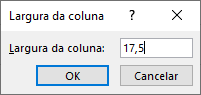 Largura da coluna ? ×
Largura da coluna: 17,5
OK Cancelar